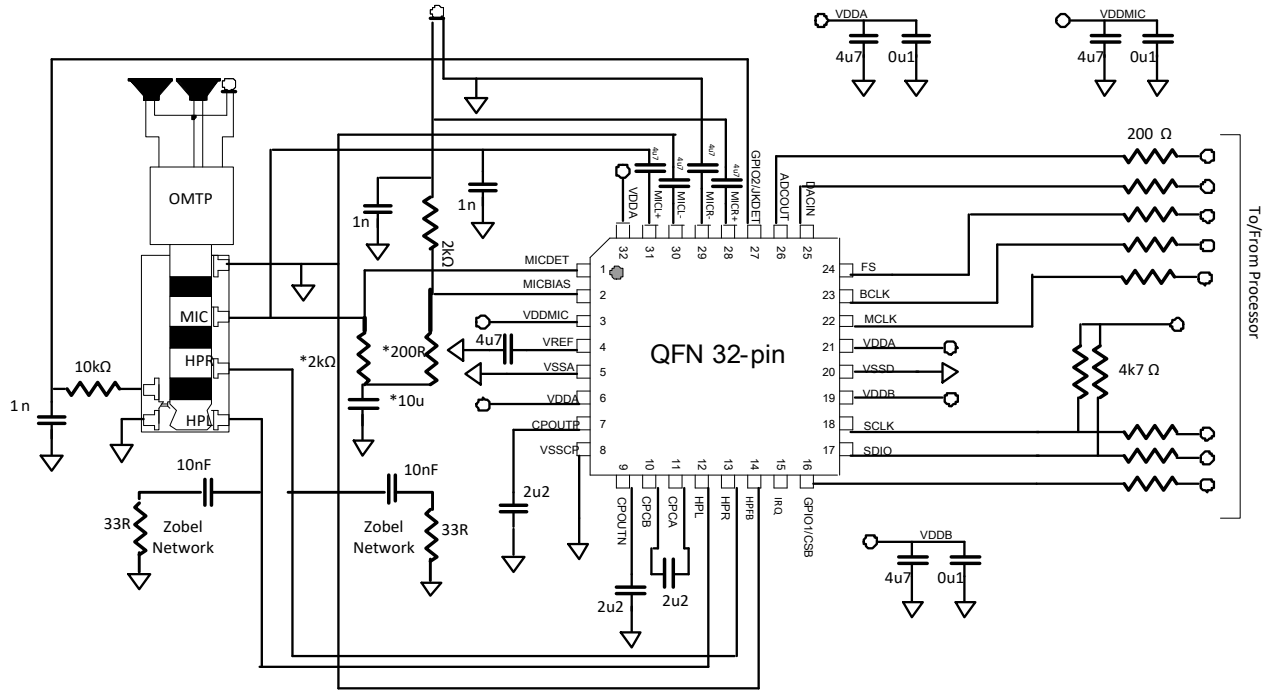 VDDA
4u7
0u1
VDDMIC
4u7
0u1
200 Ω
To/From Processor
OMTP
1n
1n
2kΩ
4u7
4u7
4u7
4u7
VDDA
MICL+
MICL-
MICR-
MICR+
GPIO2/JKDET
ADCOUT
DACIN
32
31
30
29
28
27
26
25
MICDET
1
MICBIAS
2
VDDMIC
3
4u7
VREF
4
VSSA
5
VDDA
6
CPOUTP
7
VSSCP
8
QFN 32-pin
24
FS
23
BCLK
22
MCLK
21
VDDA
20
VSSD
19
VDDB
18
SCLK
17
SDIO
4k7 Ω
MIC
HPR
HPL
*2kΩ
*200R
*10u
10kΩ
1n
9
10
11
12
13
14
15
16
CPOUTN
CPCB
CPCA
HPL
HPR
HPFB
IRQ
GPIO1/CSB
10nF
33R
Zobel
Network
10nF
Zobel
Network
33R
2u2
2u2
2u2
VDDB
4u7
0u1